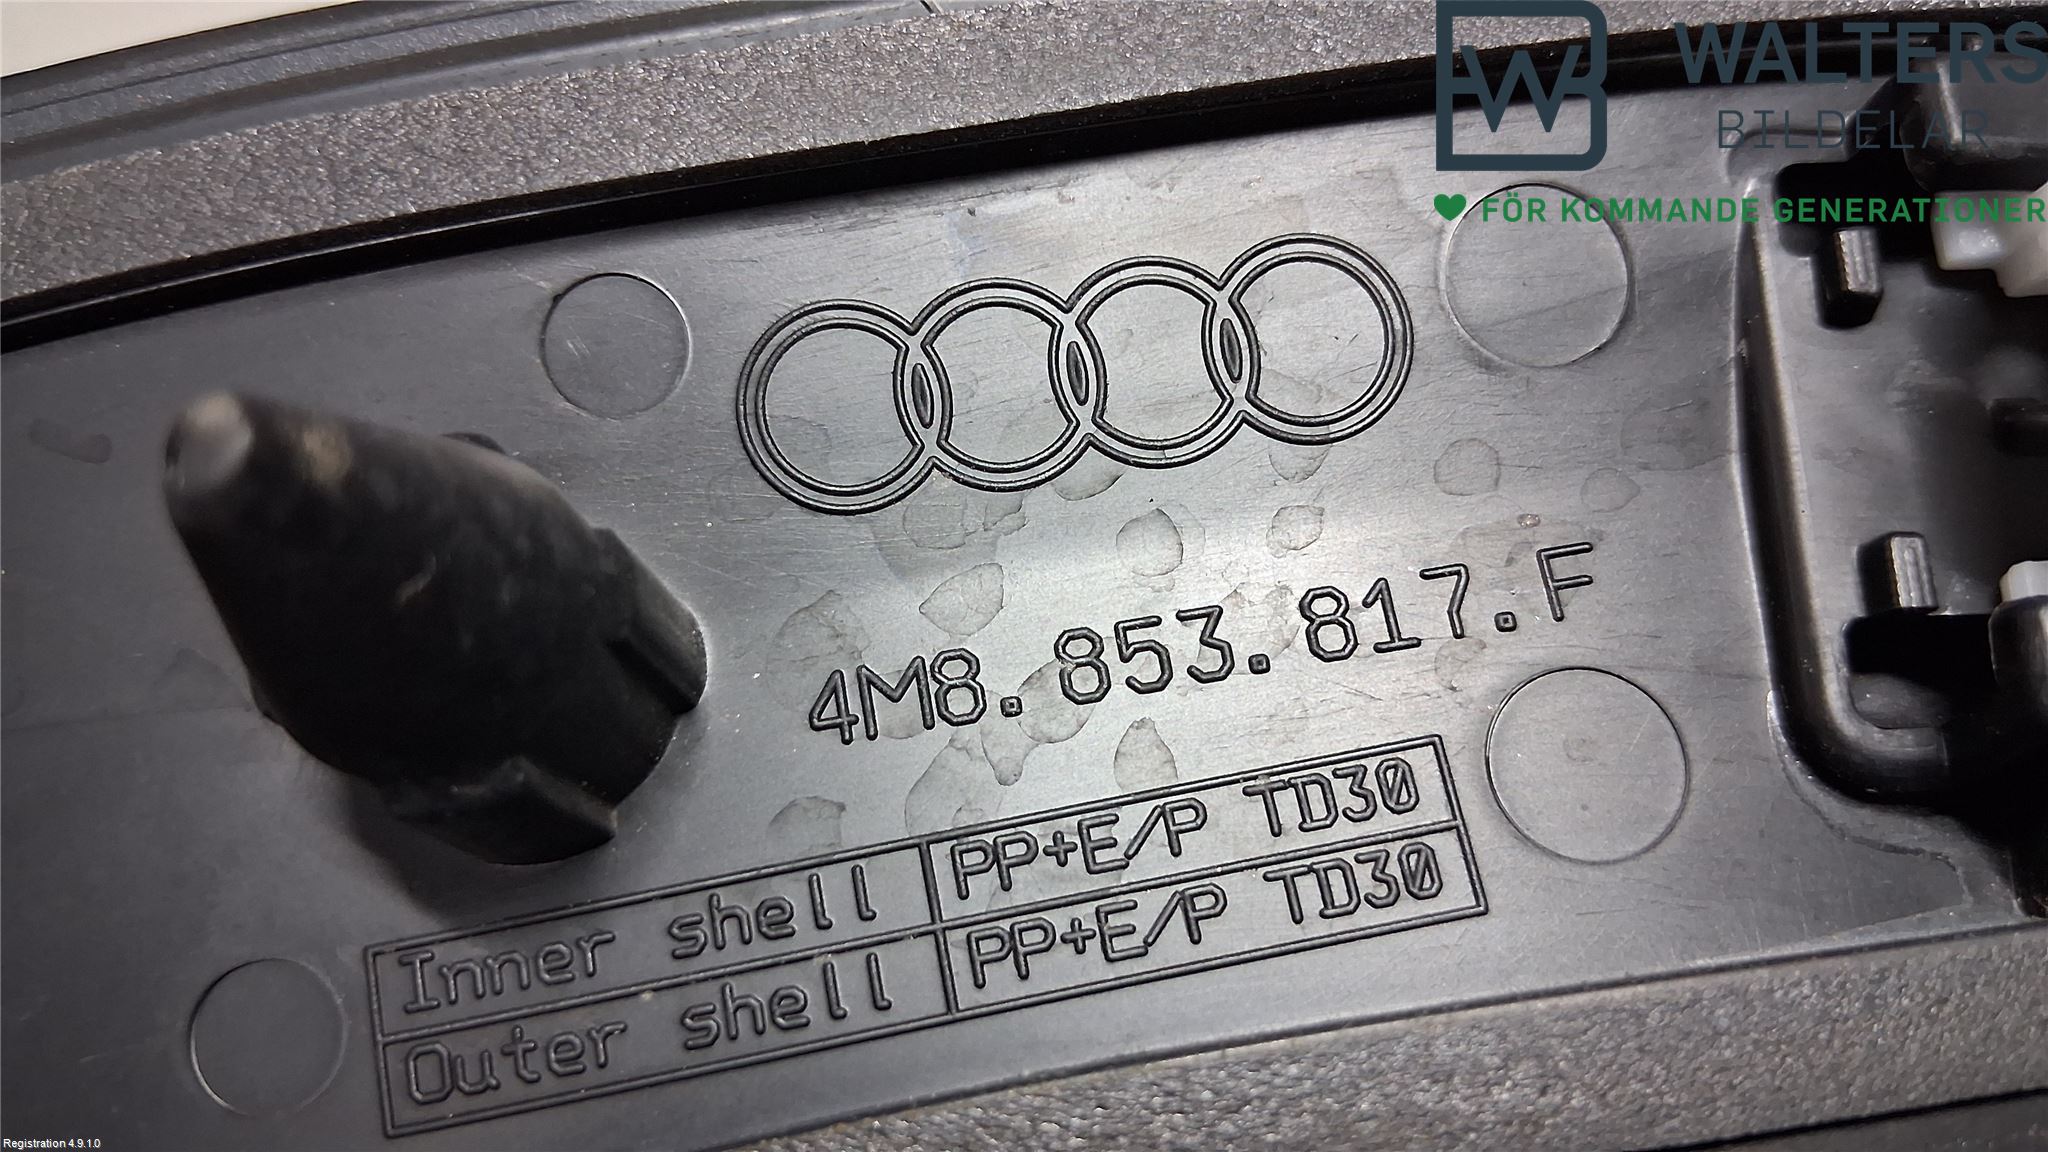 WALTERS
BILDELAR
FÖR KOMMANDE GENERATIONER
4M8.853.817.F
Inner shell PP+E/P TD30
Outer shell PP+E/P TD30
Registration 4.9.1.0